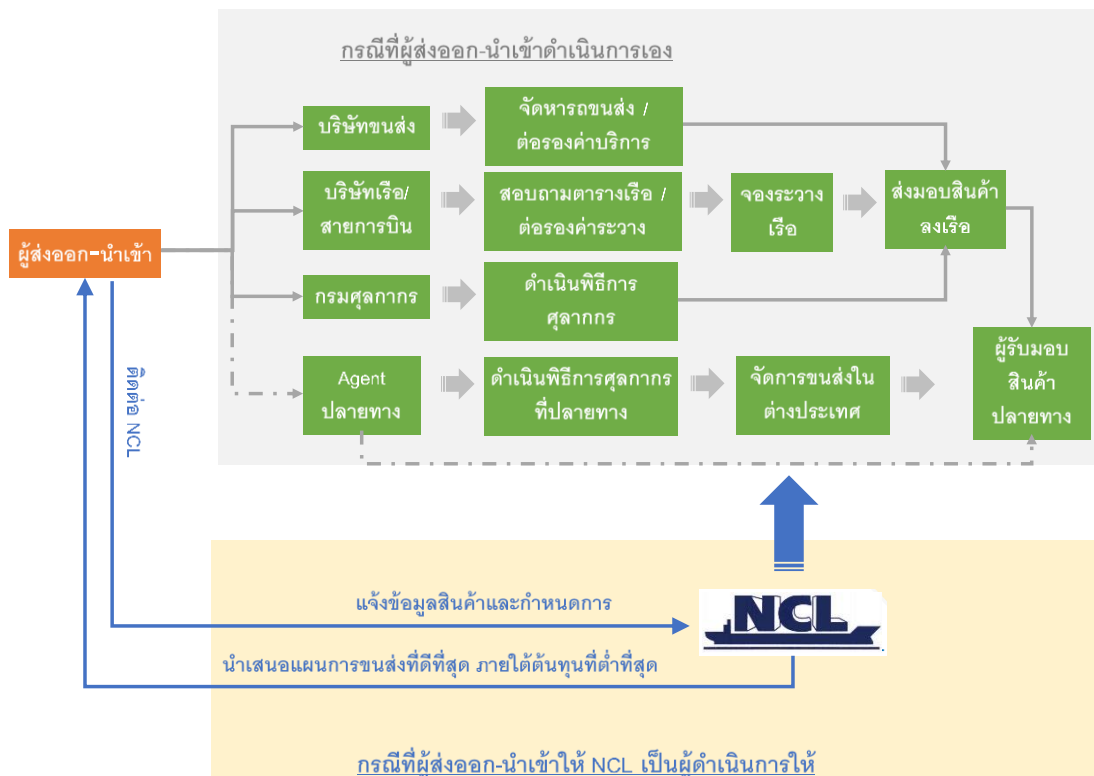 กรณีที่ผู้ส่งออก-นำเข้าดำเนินการเอง
บริษัทขนส่ง
จัดหารถขนส่ง /
ต่อรองค่าบริการ
บริษัทเรือ/
สายการบิน
สอบถามตารางเรือ /
ต่อรองค่าระวาง
จองระวาง
เรือ
ส่งมอบสินค้า
ลงเรือ
ผู้ส่งออก-นำเข้า
กรมศุลกากร
ดำเนินพิธีการ
ศุลากกร
ผู้รับมอบ
สินค้า
ปลายทาง
Agent
ปลายทาง
ดำเนินพิธีการศุลกากร
ที่ปลายทาง
จัดการขนส่งใน
ต่างประเทศ
ติดต่อ NCL
แจ้งข้อมูลสินค้าและกำหนดการ
NCL
นำเสนอแผนการขนส่งที่ดีที่สุด ภายใต้ต้นทุนที่ต่ำที่สุด
กรณีที่ผู้ส่งออก-นำเข้าให้ NCL เป็นผู้ดำเนินการให้